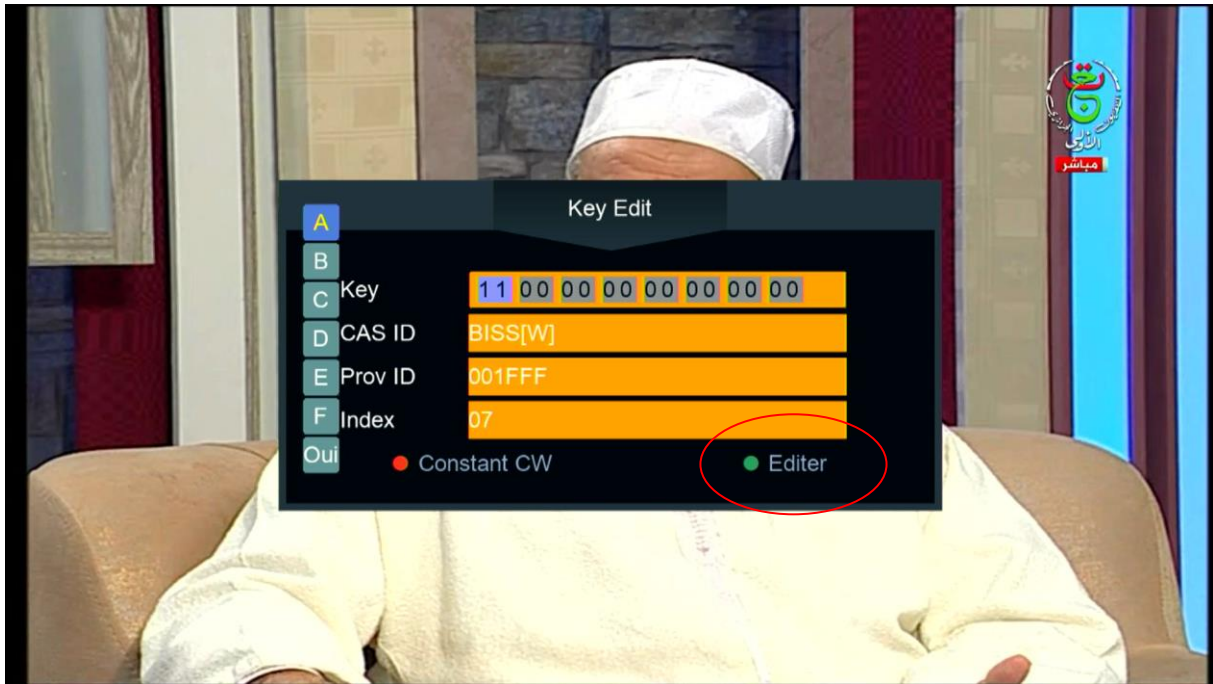 الأولى
مباشر
Key Edit
A
B
C
D
E
F
Oui
Key 11 00 00 00 00 00 00 00
CAS ID BISS[W]
Prov ID 001FFF
Index 07
Constant CW Editer